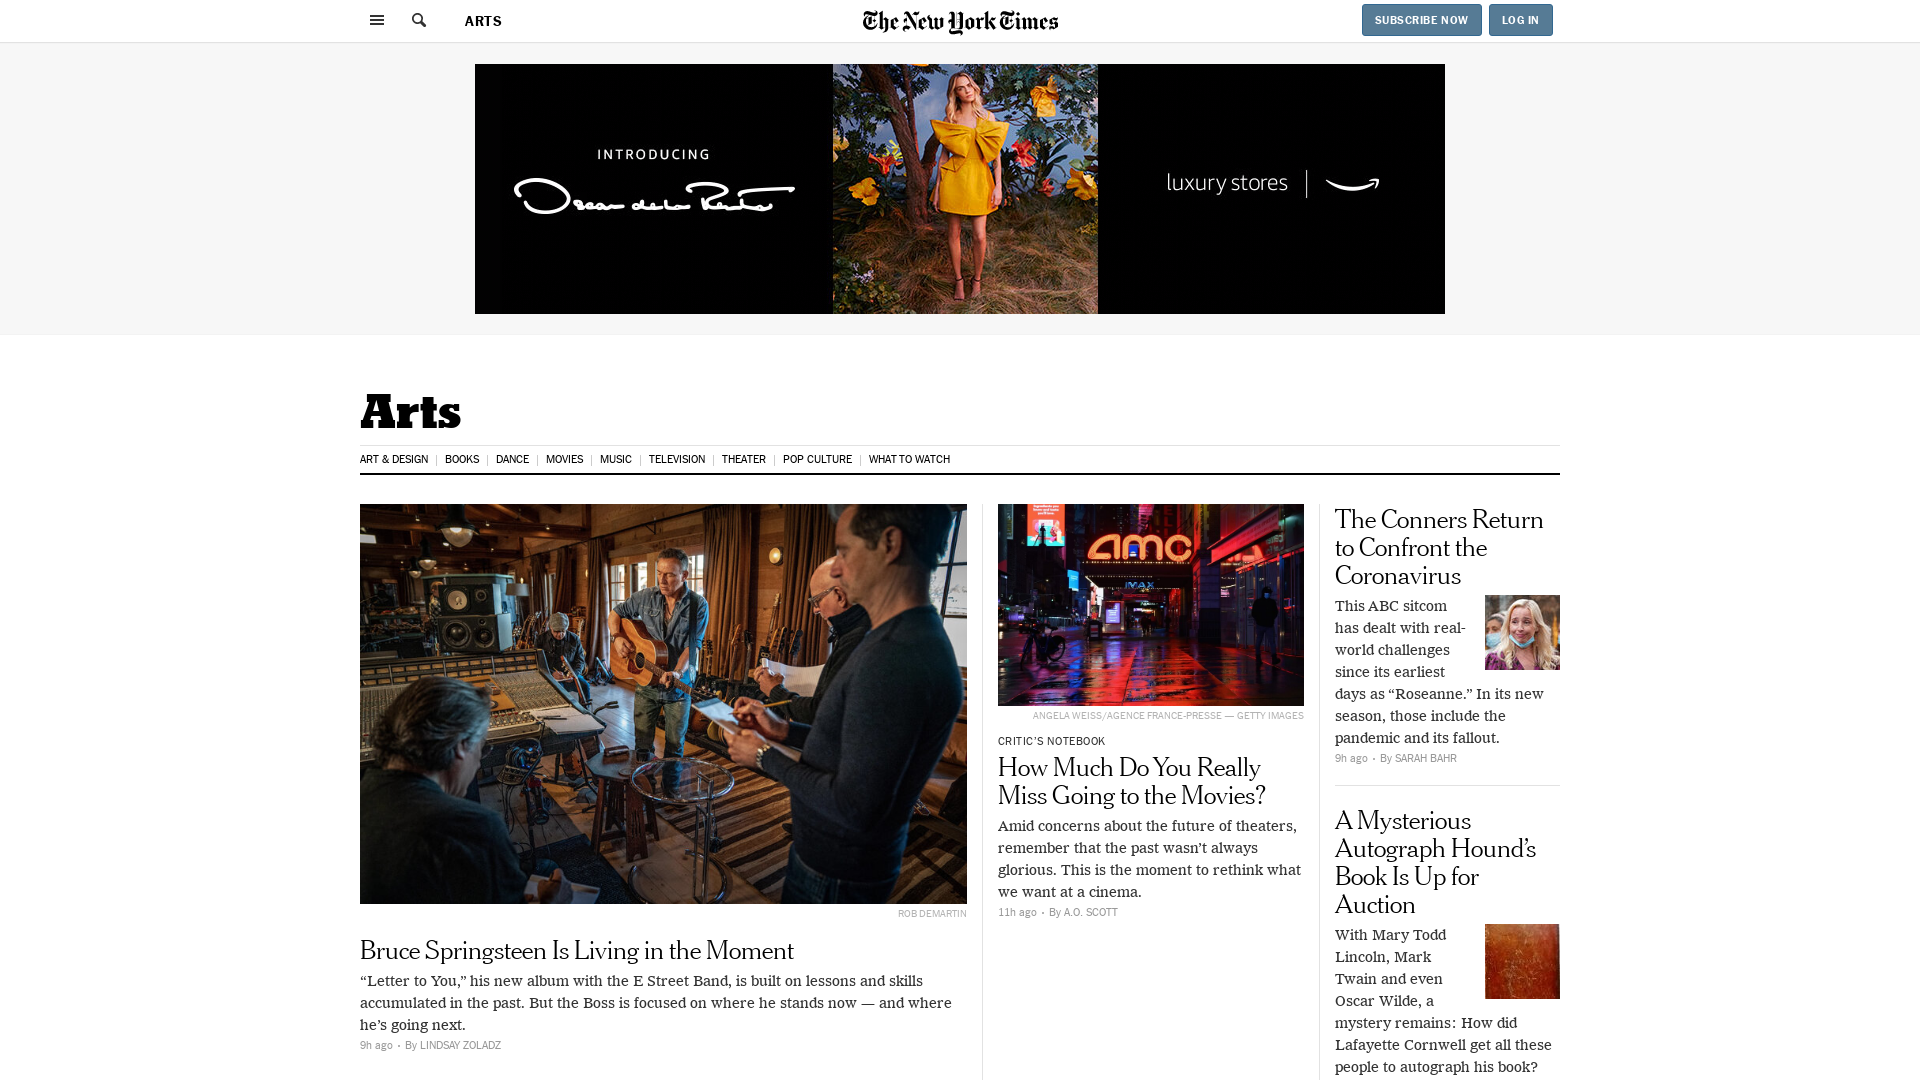 ARTS
The New York Times
SUBSCRIBE NOW
LOG IN
INTRODUCING
Oscar de la Renta
luxury stores
Arts
ART & DESIGN
BOOKS
DANCE
MOVIES
MUSIC
TELEVISION
THEATER
POP CULTURE
WHAT TO WATCH
ROB DEMARTIN
Bruce Springsteen Is Living in the Moment
“Letter to You,” his new album with the E Street Band, is built on lessons and skills
accumulated in the past. But the Boss is focused on where he stands now — and where
he’s going next.
9h ago • By LINDSAY ZOLADZ
amc
IMAX
ANGELA WEISS/AGENCE FRANCE-PRESSE — GETTY IMAGES
CRITIC’S NOTEBOOK
How Much Do You Really
Miss Going to the Movies?
Amid concerns about the future of theaters,
remember that the past wasn’t always
glorious. This is the moment to rethink what
we want at a cinema.
11h ago • By A.O. SCOTT
The Conners Return
to Confront the
Coronavirus
This ABC sitcom
has dealt with real-
world challenges
since its earliest
days as “Roseanne.” In its new
season, those include the
pandemic and its fallout.
9h ago • By SARAH BAHR
A Mysterious
Autograph Hound’s
Book Is Up for
Auction
With Mary Todd
Lincoln, Mark
Twain and even
Oscar Wilde, a
mystery remains: How did
Lafayette Cornwell get all these
people to autograph his book?